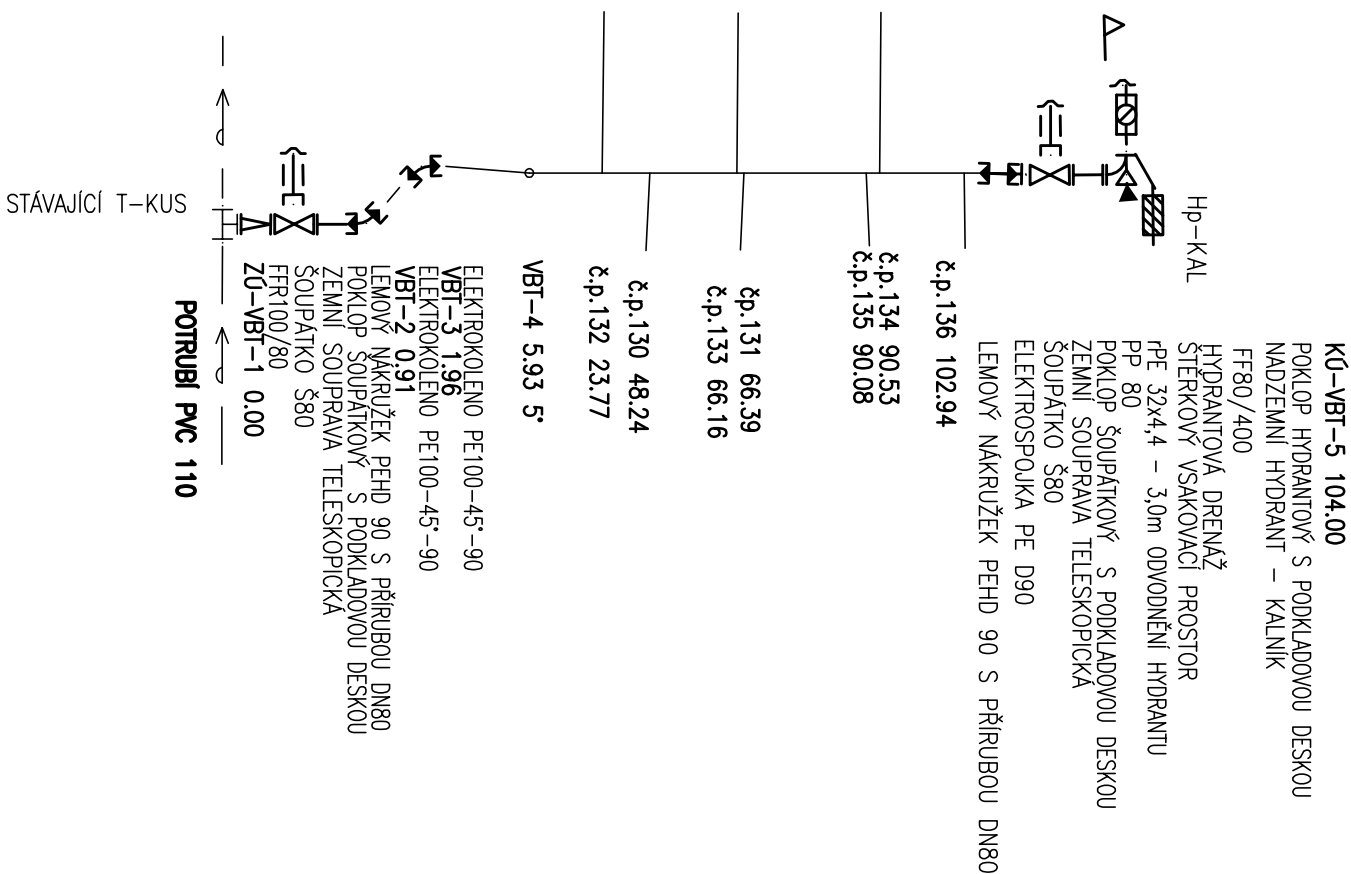 STÁVAJÍCÍ T-KUS
POTRUBÍ PVC 110
ZÚ-VBT-1 0.00
FFR100/80
ŠOUPÁTKO Š80
ZEMNÍ SOUPRAVA TELESKOPICKÁ
POKLOP ŠOUPÁTKOVÝ S PODKLADOVOU DESKOU
LEMOVÝ NÁKRUŽEK PEHD 90 S PŘÍRUBOU DN80
VBT-2 0.91
ELEKTROKOLENO PE100-45°-90
VBT-3 1.96
ELEKTROKOLENO PE100-45°-90
VBT-4 5.93 5°
č.p.132 23.77
č.p.130 48.24
č.p.133 66.16
čp.131 66.39
č.p.135 90.08
č.p.134 90.53
č.p.136 102.94
LEMOVÝ NÁKRUŽEK PEHD 90 S PŘÍRUBOU DN80
ELEKTROSPOJKA PE D90
ŠOUPÁTKO Š80
ZEMNÍ SOUPRAVA TELESKOPICKÁ
POKLOP ŠOUPÁTKOVÝ S PODKLADOVOU DESKOU
PP 80
rPE 32x4,4 - 3,0m ODVODNĚNÍ HYDRANTU
ŠTĚRKOVÝ VSAKOVACÍ PROSTOR
HYDRANTOVÁ DRENÁŽ
FF80/400
NADZEMNÍ HYDRANT - KALNÍK
POKLOP HYDRANTOVÝ S PODKLADOVOU DESKOU
KÚ-VBT-5 104.00
Hp-KAL